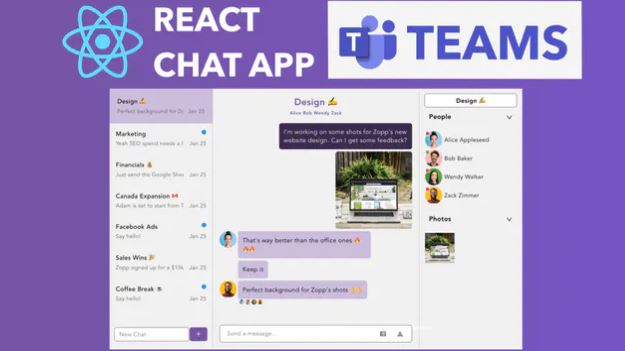 REACT
CHAT APP
T
TEAMS
Design ✍️
Perfect background for Zo
Jan 25
Marketing
Yeah SEO spend needs a l
Jan 25
Financials 💰
Just send the Google She
Jan 25
Canada Expansion 🇨🇦
Adam is set to start from T
Jan 25
Facebook Ads
Say hello!
Jan 25
Sales Wins 🎉
Zopp signed up for a $15k
Jan 25
Coffee Break ☕
Say hello!
Jan 25
New Chat
+
Design ✍️
Alice Bob Wendy Zack
I'm working on some shots for Zopp's new
website design. Can I get some feedback?
That's way better than the office ones 🔥
🔥🔥
Keep it
Perfect background for Zopp's shots 🙌
Send a message...
Design ✍️
People
Alice Appleseed
Bob Baker
Wendy Walker
Zack Zimmer
Photos